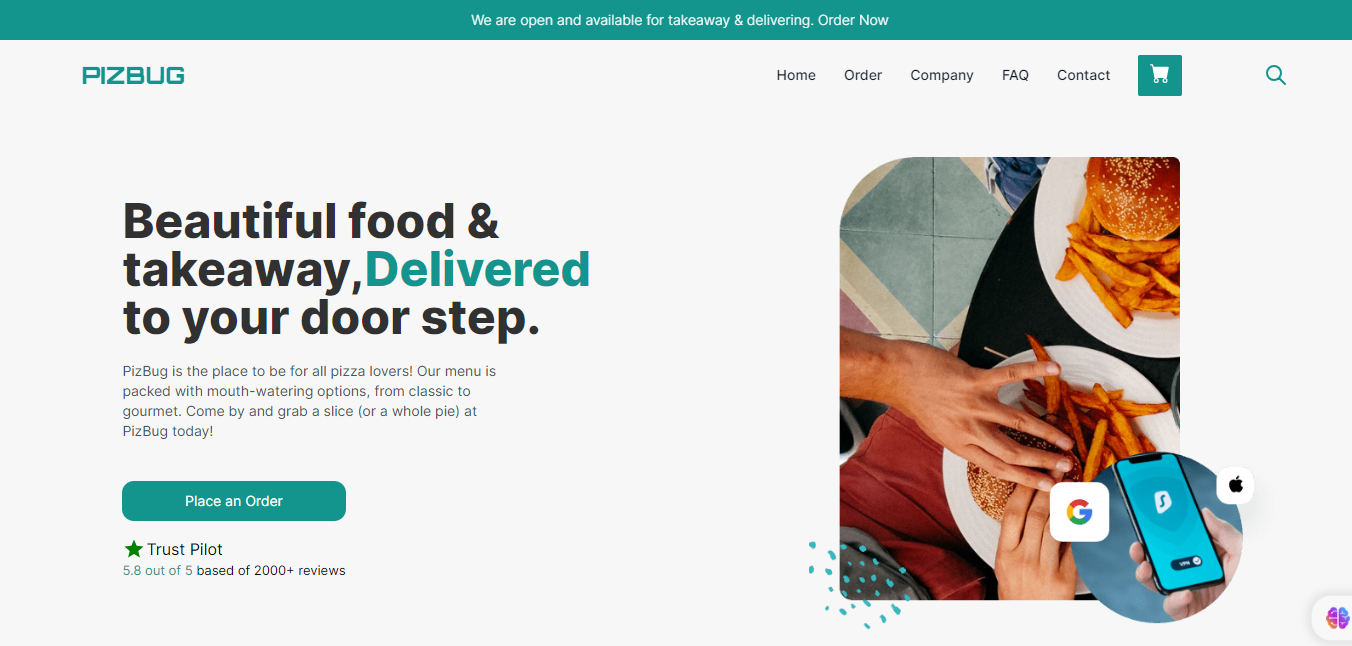 We are open and available for takeaway & delivering. Order Now
PIZBUG
Home Order Company FAQ Contact
Beautiful food &
takeaway,Delivered
to your door step.
PizBug is the place to be for all pizza lovers! Our menu is
packed with mouth-watering options, from classic to
gourmet. Come by and grab a slice (or a whole pie) at
PizBug today!
Place an Order
Trust Pilot
5.8 out of 5 based of 2000+ reviews
G
S
VPN